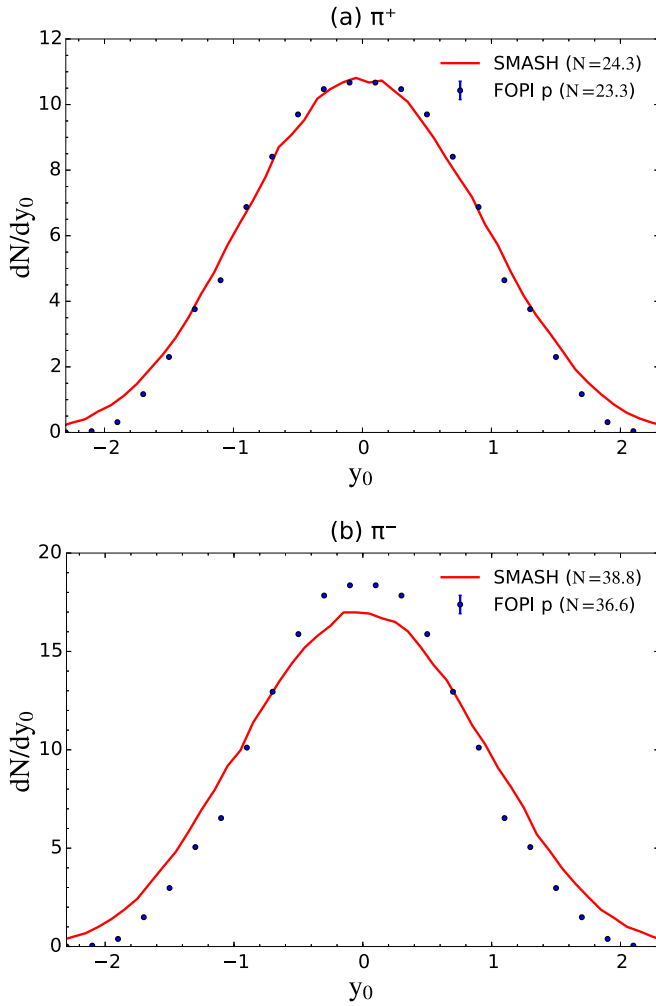 (a) π⁺
12
10
8
6
4
2
0
dN/dy₀
SMASH (N=24.3)
FOPI p (N=23.3)
−2 −1 0 1 2
y₀
(b) π⁻
20
15
10
5
0
dN/dy₀
SMASH (N=38.8)
FOPI p (N=36.6)
−2 −1 0 1 2
y₀